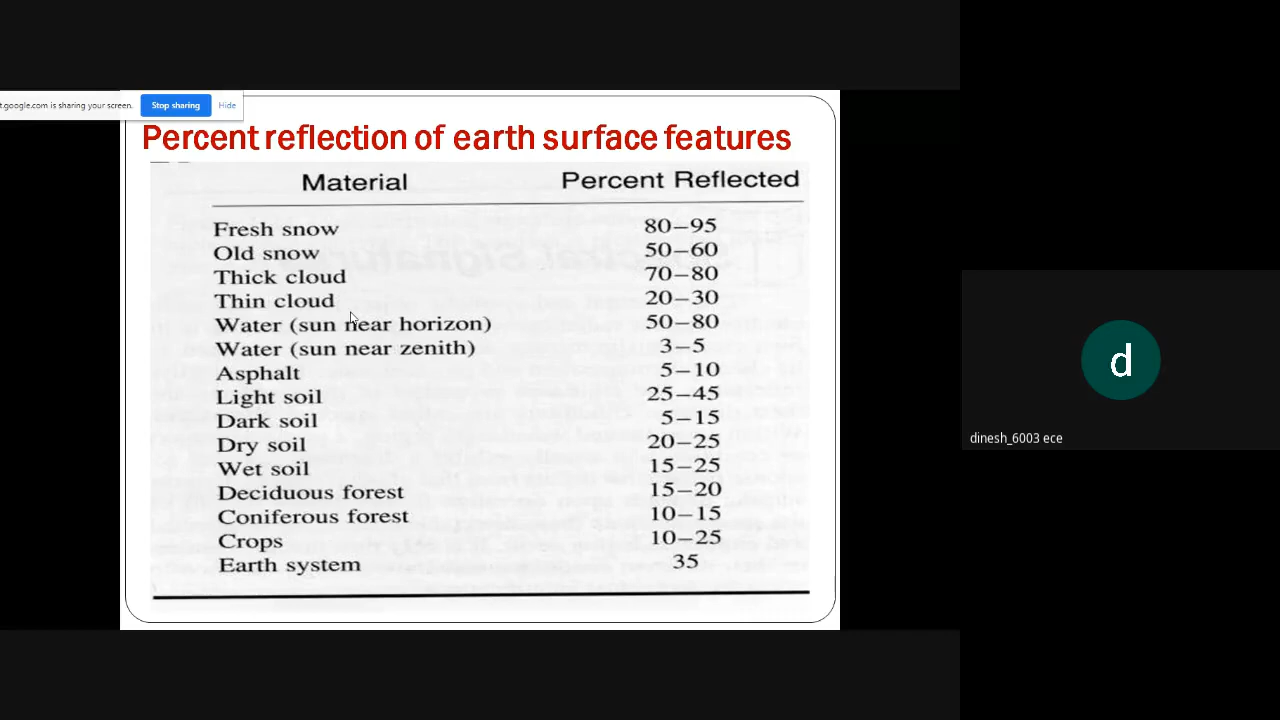 t.google.com is sharing your screen. Stop sharing Hide
Percent reflection of earth surface features
Material Percent Reflected
Fresh snow 80–95
Old snow 50–60
Thick cloud 70–80
Thin cloud 20–30
Water (sun near horizon) 50–80
Water (sun near zenith) 3–5
Asphalt 5–10
Light soil 25–45
Dark soil 5–15
Dry soil 20–25
Wet soil 15–25
Deciduous forest 15–20
Coniferous forest 10–15
Crops 10–25
Earth system 35
d
dinesh_6003 ece